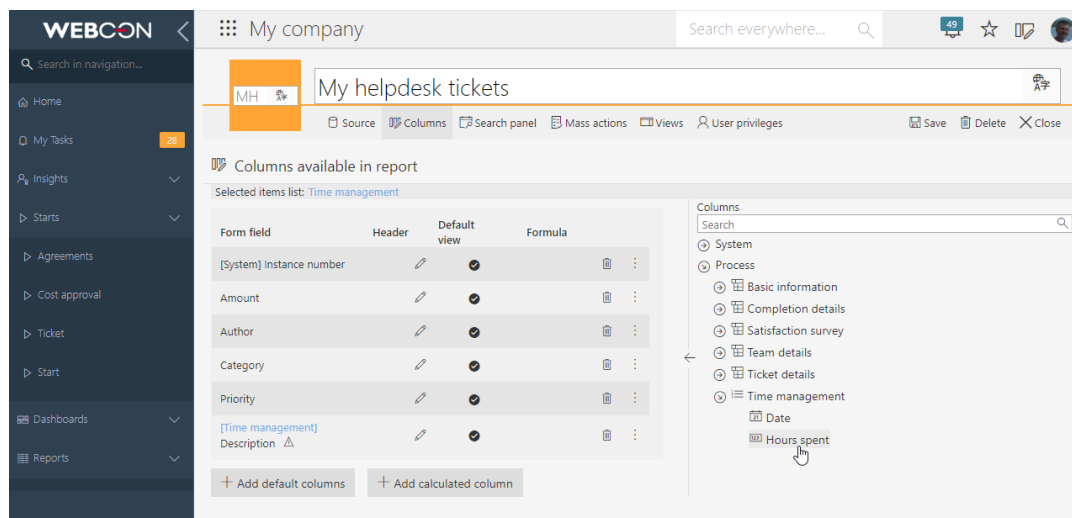 WEBCON
My company
Search everywhere...
49
Search in navigation...
Home
My Tasks
28
Insights
Starts
Agreements
Cost approval
Ticket
Start
Dashboards
Reports
MH
My helpdesk tickets
Source
Columns
Search panel
Mass actions
Views
User privileges
Save
Delete
Close
Columns available in report
Selected items list: Time management
Form field
Header
Default
view
Formula
[System] Instance number
Amount
Author
Category
Priority
[Time management]
Description
Add default columns
Add calculated column
Columns
Search
System
Process
Basic information
Completion details
Satisfaction survey
Team details
Ticket details
Time management
Date
Hours spent